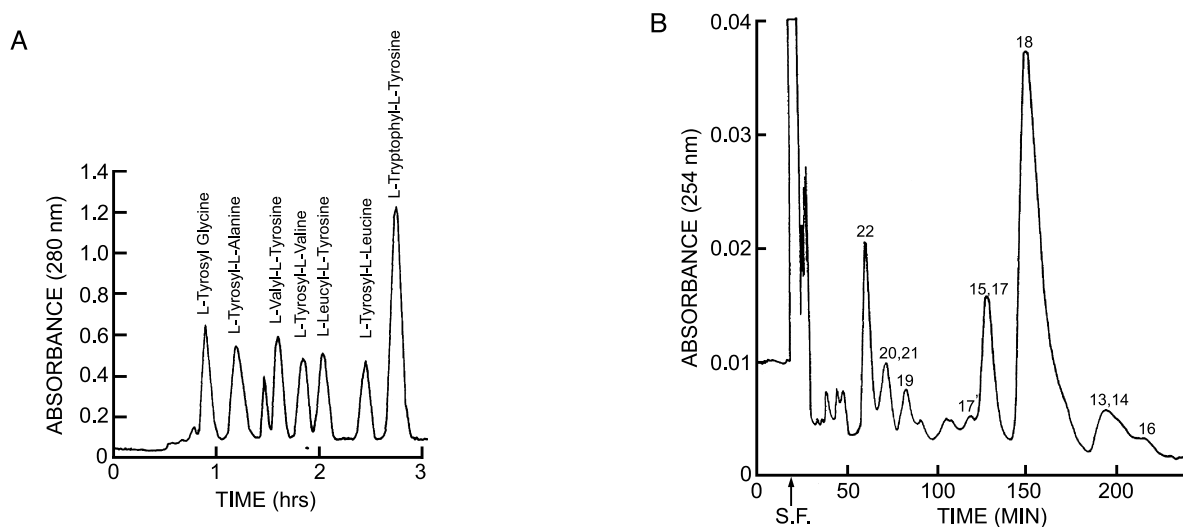 A
ABSORBANCE (280 nm)
1.4
1.2
1.0
0.8
0.6
0.4
0.2
0
L-Tyrosyl Glycine
L-Tyrosyl-L-Alanine
L-Valyl-L-Tyrosine
L-Tyrosyl-L-Valine
L-Leucyl-L-Tyrosine
L-Tyrosyl-L-Leucine
L-Tryptophyl-L-Tyrosine
0 1 2 3
TIME (hrs)
B
ABSORBANCE (254 nm)
0.04
0.03
0.02
0.01
0
18
22
15,17
20,21
19
17'
13,14
16
0 50 100 150 200
S.F.
TIME (MIN)